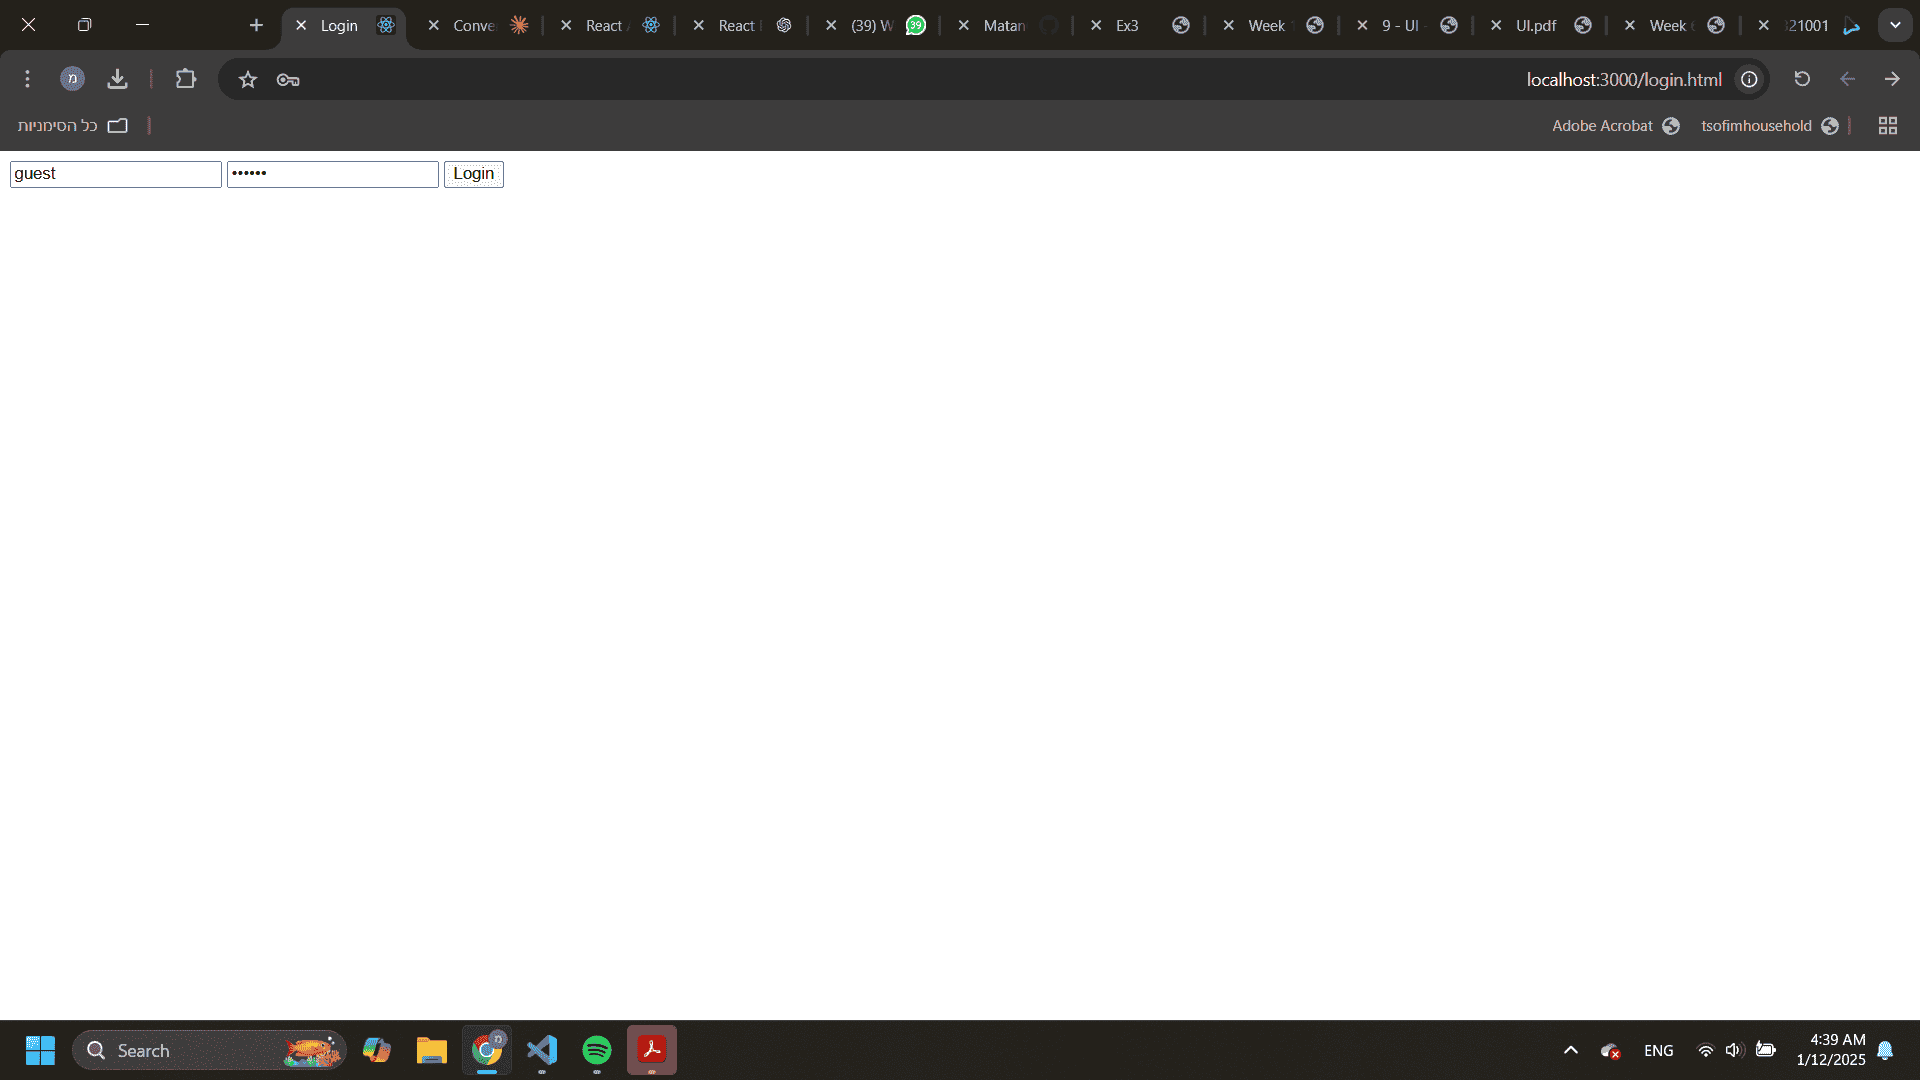 Login
Conve
React
React
(39) W
39
Matan
Ex3
Week
9 - UI
UI.pdf
Week
321001
מ
localhost:3000/login.html
כל הסימניות
Adobe Acrobat
tsofimhousehold
guest
••••••
Login
Search
מ
ENG
4:39 AM
1/12/2025